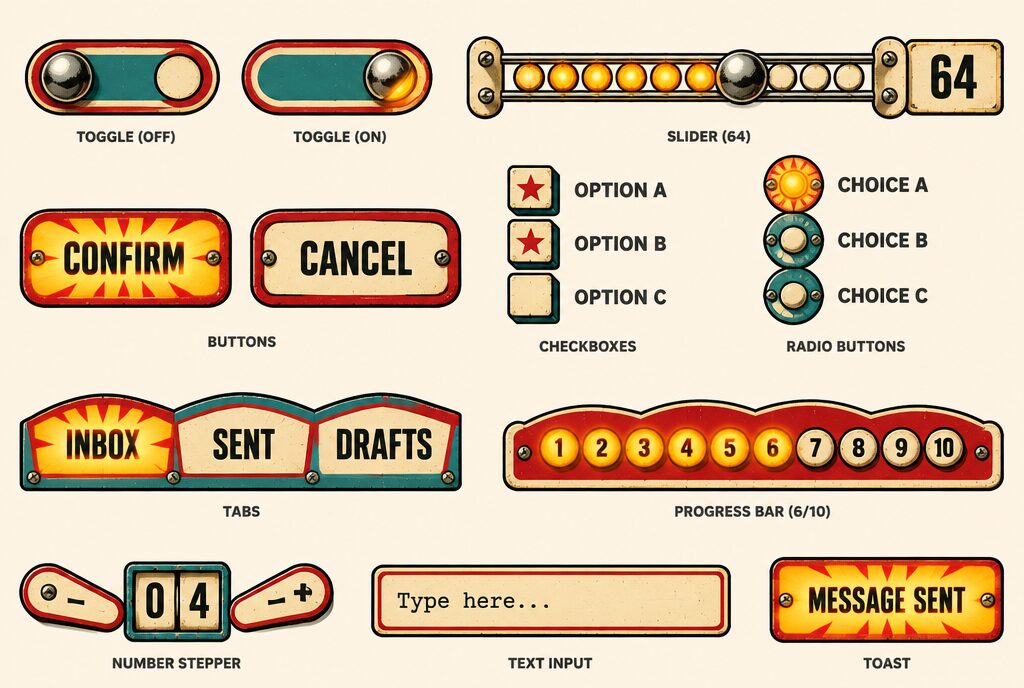 64
TOGGLE (OFF)
TOGGLE (ON)
SLIDER (64)
CONFIRM
CANCEL
BUTTONS
OPTION A
OPTION B
OPTION C
CHECKBOXES
CHOICE A
CHOICE B
CHOICE C
RADIO BUTTONS
INBOX SENT DRAFTS
TABS
1 2 3 4 5 6 7 8 9 10
PROGRESS BAR (6/10)
- 04 - +
NUMBER STEPPER
Type here...
TEXT INPUT
MESSAGE SENT
TOAST